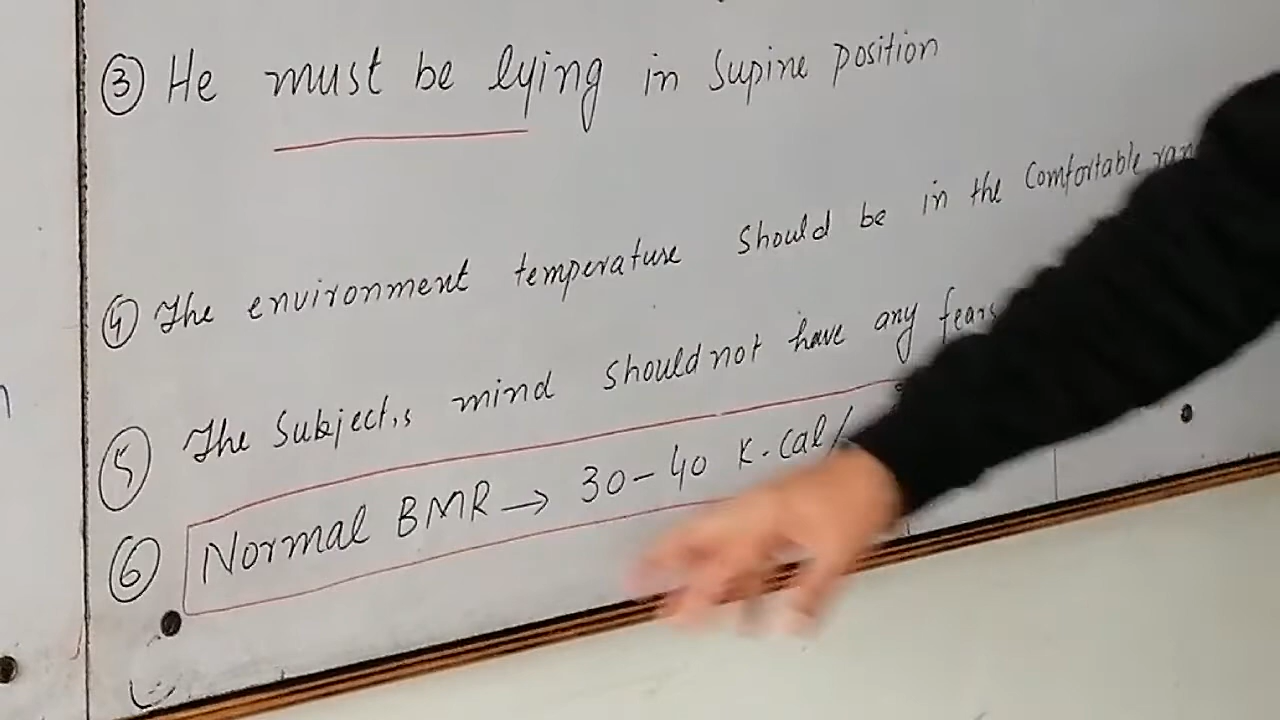 ③ He must be lying in Supine position
④ The environment temperature should be in the Comfortable
⑤ The Subject,s mind should not have any fears
⑥ Normal BMR → 30-40 K.Cal/